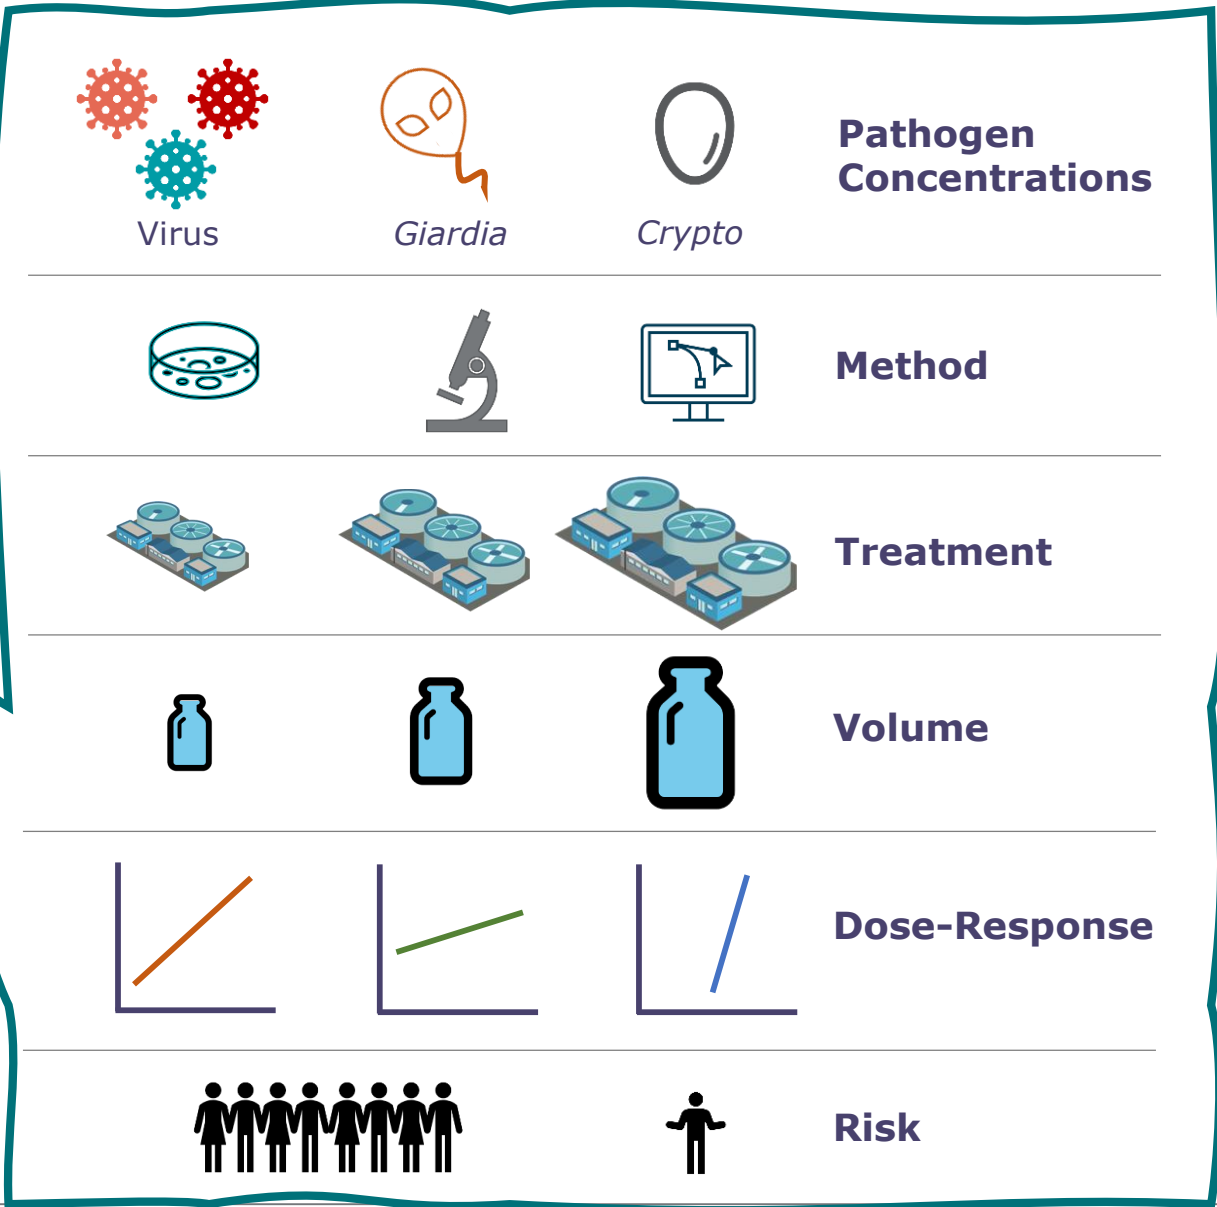 Pathogen
Concentrations
Virus
Giardia
Crypto
Method
Treatment
Volume
Dose-Response
Risk